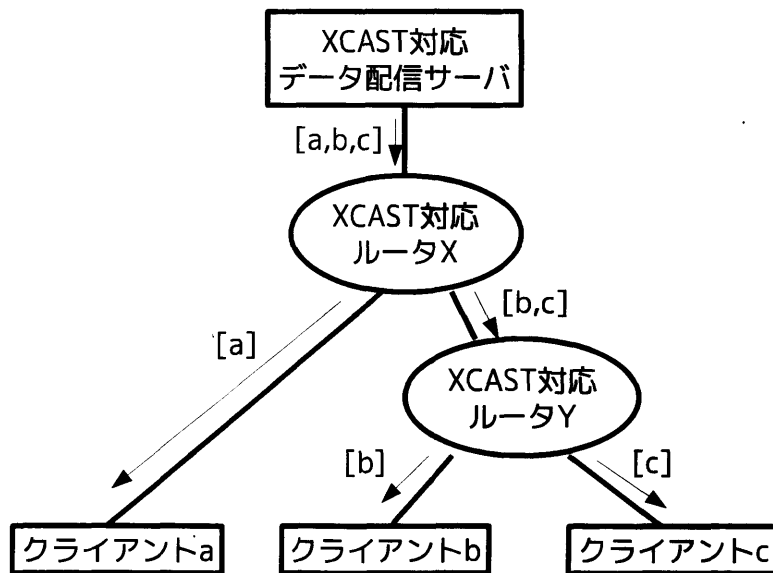 XCAST対応
データ配信サーバ
[a,b,c]
XCAST対応
ルータX
[b,c]
[a]
XCAST対応
ルータY
[b]
[c]
クライアントa
クライアントb
クライアントc